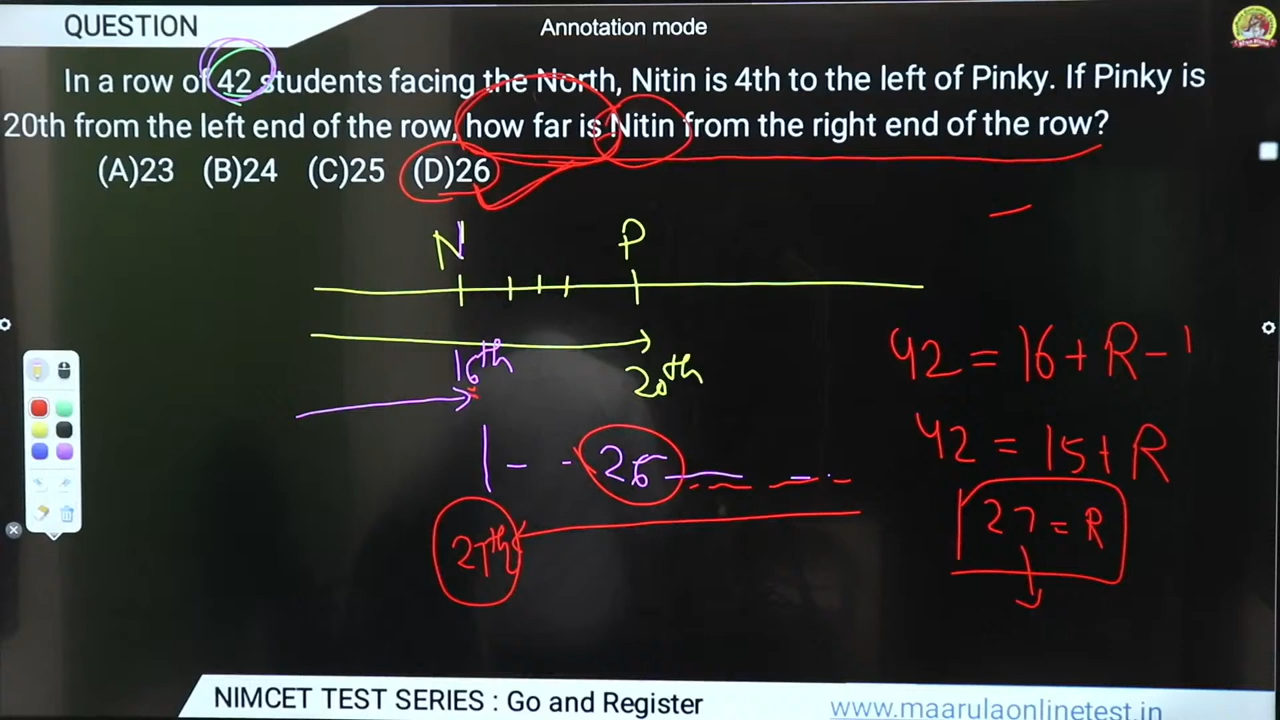 QUESTION
Annotation mode
In a row of 42 students facing the North, Nitin is 4th to the left of Pinky. If Pinky is
20th from the left end of the row, how far is Nitin from the right end of the row?
(A)23 (B)24 (C)25 (D)26
N P
16th 20th
42 = 16 + R - 1
42 = 15 + R
26
27 = R
27th
NIMCET TEST SERIES : Go and Register
www.maarulaonlinetest.in